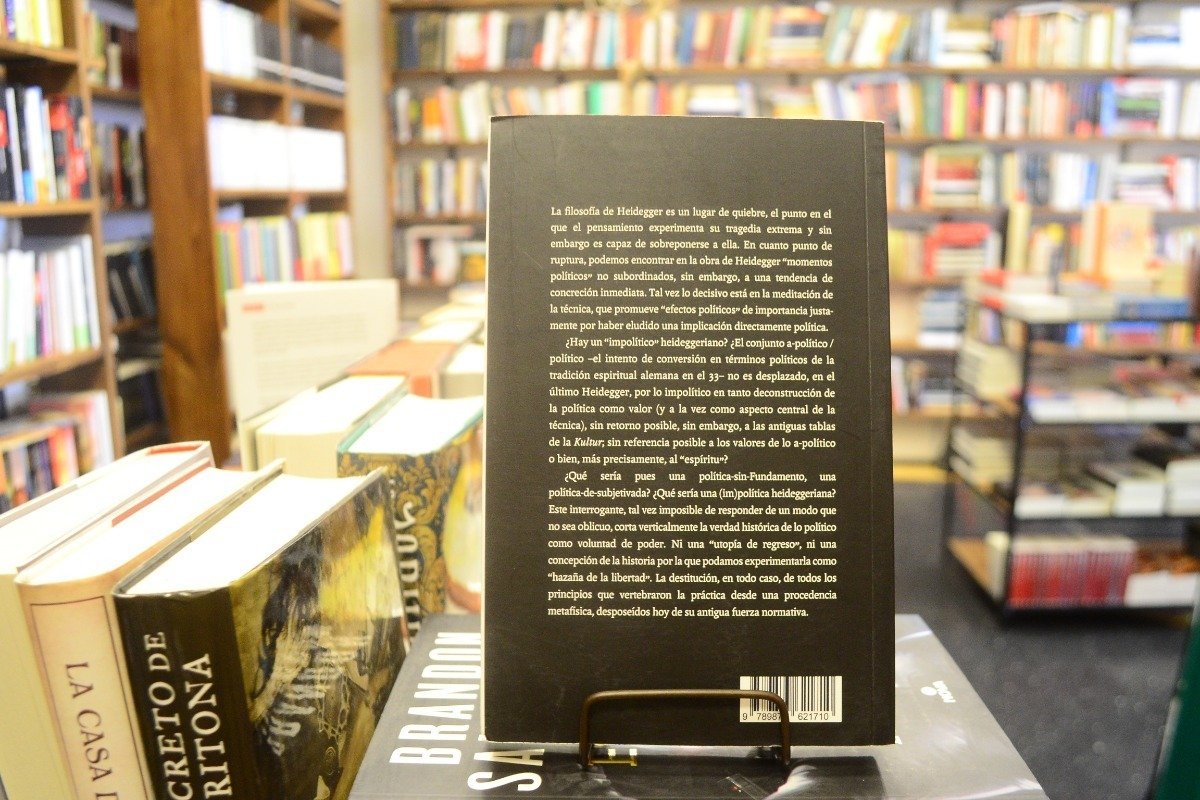 La filosofía de Heidegger es un lugar de quiebre, el punto en el
que el pensamiento experimenta su tragedia extrema y sin
embargo es capaz de sobreponerse a ella. En cuanto punto de
ruptura, podemos encontrar en la obra de Heidegger “momentos
políticos” no subordinados, sin embargo, a una tendencia de
concreción inmediata. Tal vez lo decisivo está en la meditación de
la técnica, que promueve “efectos políticos” de importancia justa-
mente por haber eludido una implicación directamente política.
¿Hay un “impolítico” heideggeriano? ¿El conjunto a-político /
político –el intento de conversión en términos políticos de la
tradición espiritual alemana en el 33– no es desplazado, en el
último Heidegger, por lo impolítico en tanto deconstrucción de
la política como valor (y a la vez como aspecto central de la
técnica), sin retorno posible, sin embargo, a las antiguas tablas
de la Kultur; sin referencia posible a los valores de lo a-político
o bien, más precisamente, al “espíritu”?
¿Qué sería pues una política-sin-Fundamento, una
política-de-subjetivada? ¿Qué sería una (im)política heideggeriana?
Este interrogante, tal vez imposible de responder de un modo que
no sea oblicuo, corta verticalmente la verdad histórica de lo político
como voluntad de poder. Ni una “utopía de regreso”, ni una
concepción de la historia por la que podamos experimentarla como
“hazaña de la libertad”. La destitución, en todo caso, de todos los
principios que vertebraron la práctica desde una procedencia
metafísica, desposeídos hoy de su antigua fuerza normativa.
9 78987 621710
LA CASA
CRETO DE
RITONA
BRANDON
SA
nova